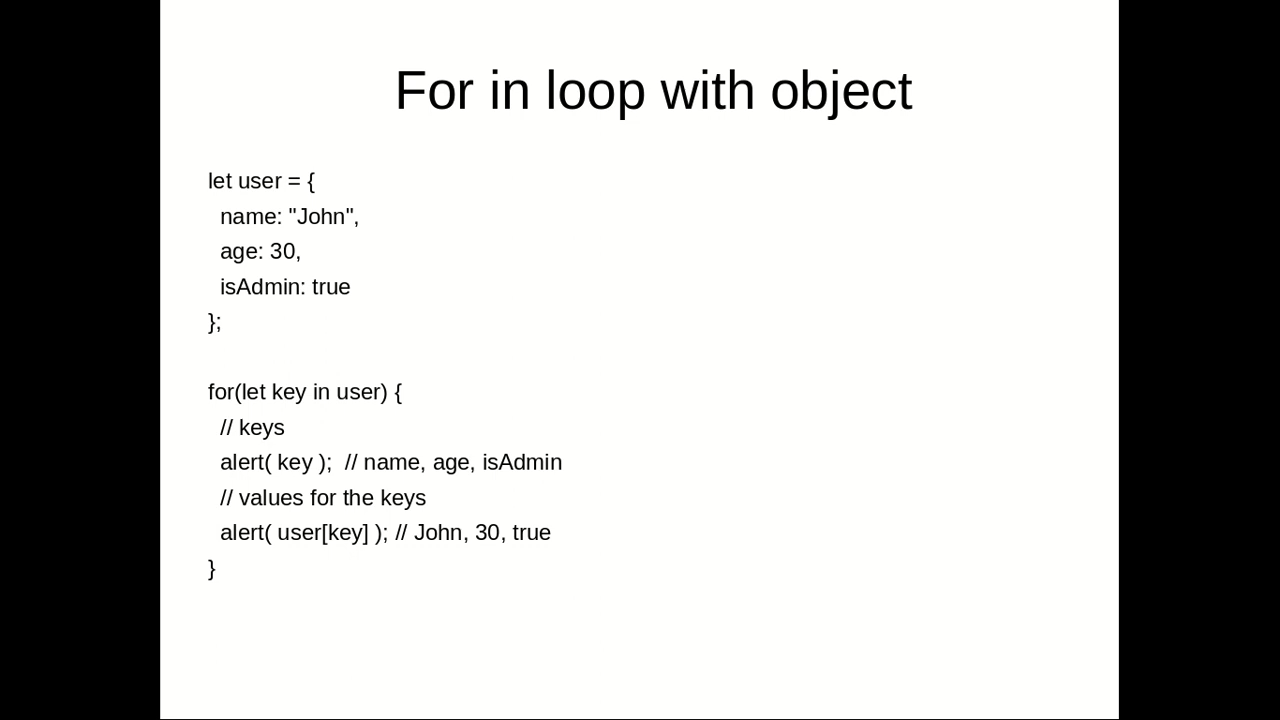 For in loop with object
let user = {
  name: "John",
  age: 30,
  isAdmin: true
};
for(let key in user) {
  // keys
  alert( key );  // name, age, isAdmin
  // values for the keys
  alert( user[key] ); // John, 30, true
}